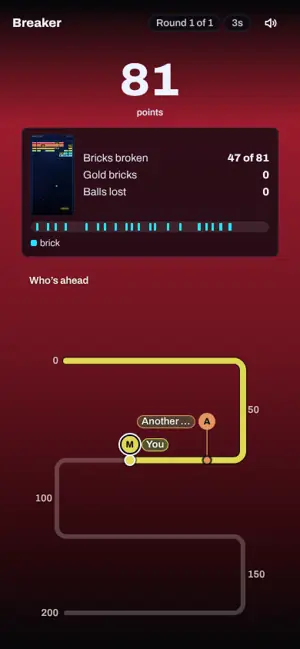 Breaker
Round 1 of 1
3s
81
points
Bricks broken 47 of 81
Gold bricks 0
Balls lost 0
brick
Who's ahead
0
50
Another ...
A
M
You
100
150
200